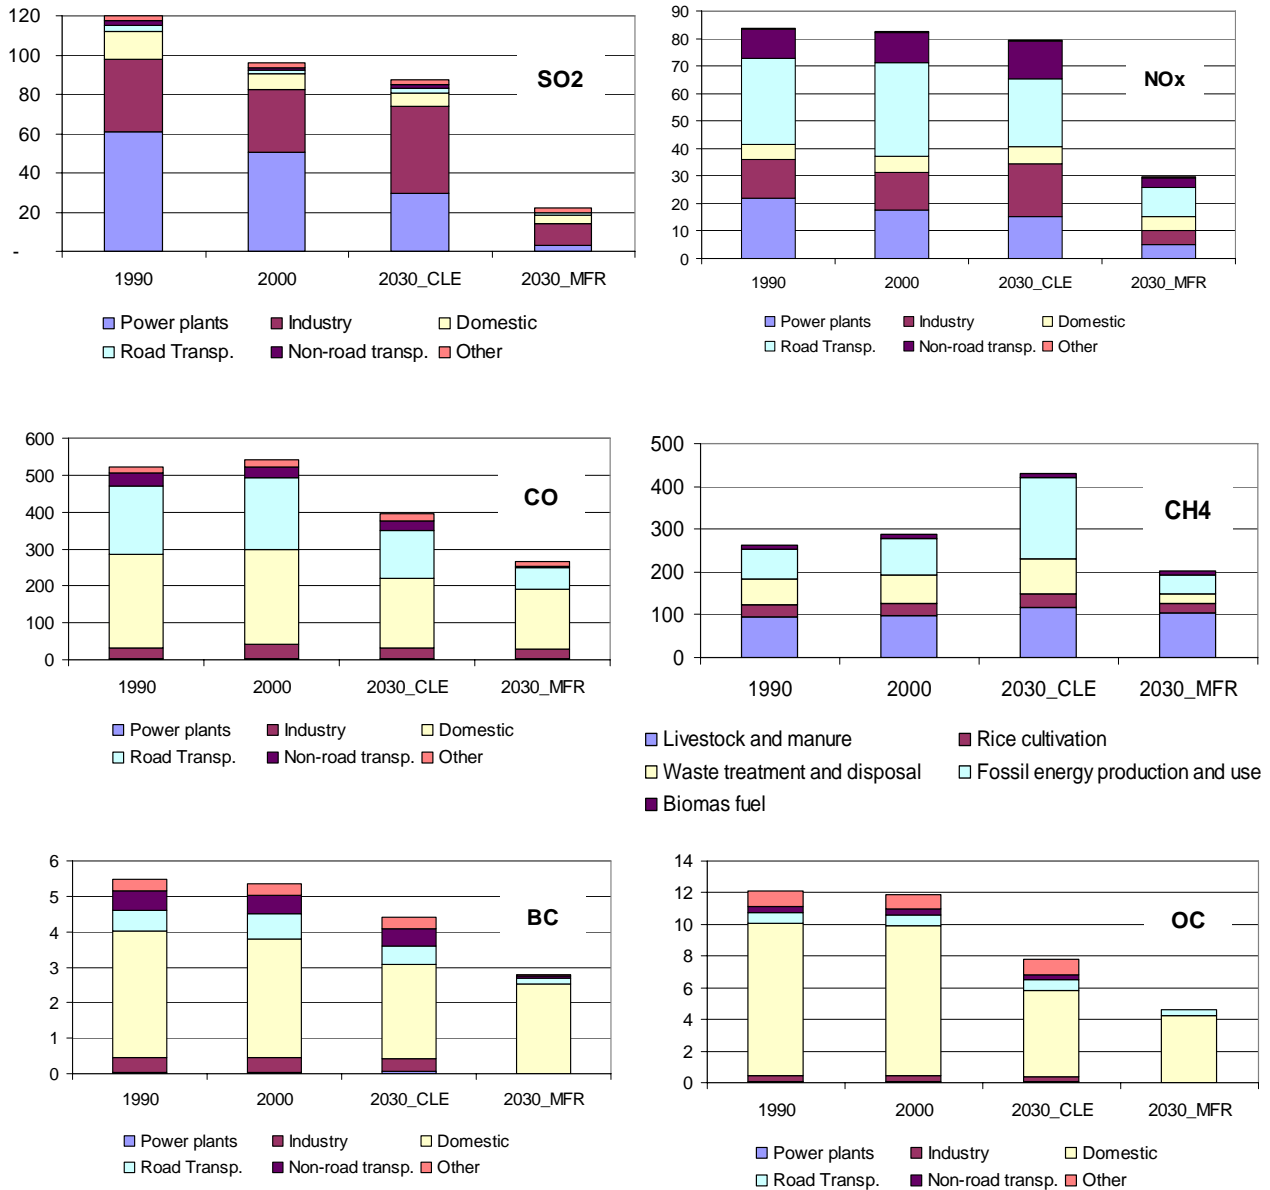 120
100
80
60
40
20
-
SO2
1990 2000 2030_CLE 2030_MFR
Power plants Industry Domestic
Road Transp. Non-road transp. Other
90
80
70
60
50
40
30
20
10
0
NOx
1990 2000 2030_CLE 2030_MFR
Power plants Industry Domestic
Road Transp. Non-road transp. Other
600
500
400
300
200
100
0
CO
1990 2000 2030_CLE 2030_MFR
Power plants Industry Domestic
Road Transp. Non-road transp. Other
500
400
300
200
100
0
CH4
1990 2000 2030_CLE 2030_MFR
Livestock and manure Rice cultivation
Waste treatment and disposal Fossil energy production and use
Biomas fuel
6
5
4
3
2
1
0
BC
1990 2000 2030_CLE 2030_MFR
Power plants Industry Domestic
Road Transp. Non-road transp. Other
14
12
10
8
6
4
2
0
OC
1990 2000 2030_CLE 2030_MFR
Power plants Industry Domestic
Road Transp. Non-road transp. Other